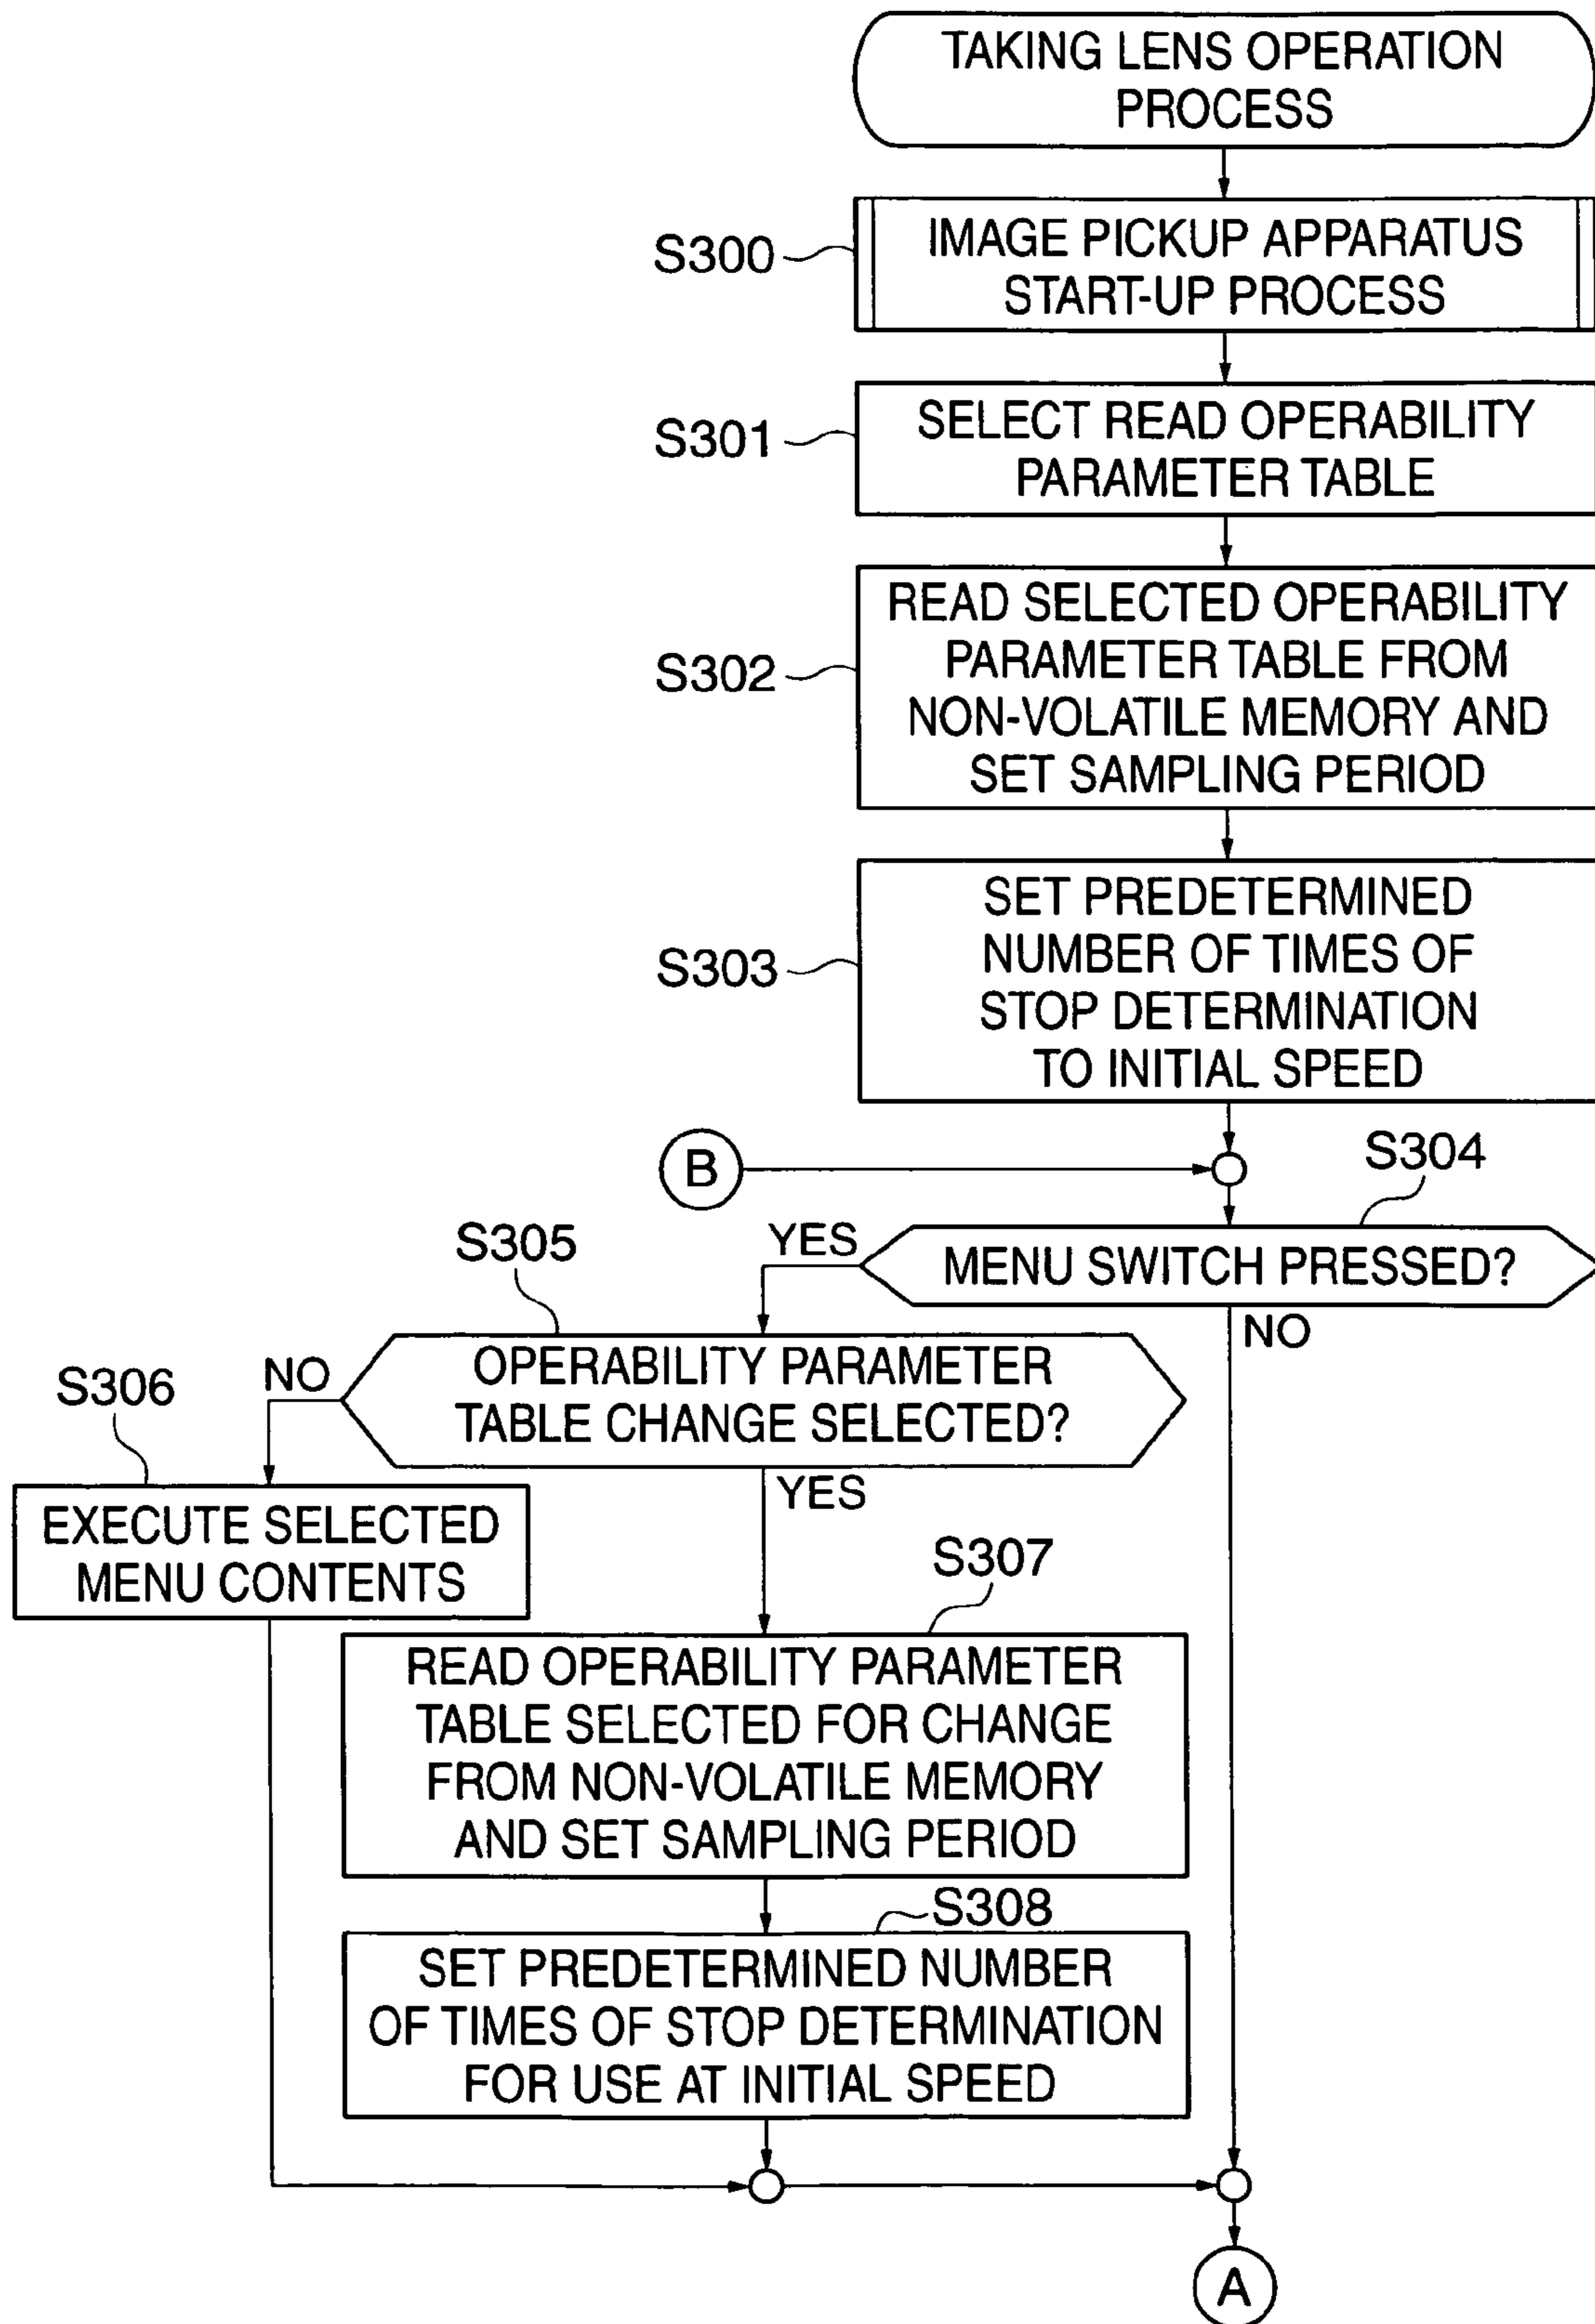 TAKING LENS OPERATION
PROCESS
S300
IMAGE PICKUP APPARATUS
START-UP PROCESS
S301
SELECT READ OPERABILITY
PARAMETER TABLE
S302
READ SELECTED OPERABILITY
PARAMETER TABLE FROM
NON-VOLATILE MEMORY AND
SET SAMPLING PERIOD
S303
SET PREDETERMINED
NUMBER OF TIMES OF
STOP DETERMINATION
TO INITIAL SPEED
B
S304
MENU SWITCH PRESSED?
YES
NO
S305
OPERABILITY PARAMETER
TABLE CHANGE SELECTED?
NO
YES
S306
EXECUTE SELECTED
MENU CONTENTS
S307
READ OPERABILITY PARAMETER
TABLE SELECTED FOR CHANGE
FROM NON-VOLATILE MEMORY
AND SET SAMPLING PERIOD
S308
SET PREDETERMINED NUMBER
OF TIMES OF STOP DETERMINATION
FOR USE AT INITIAL SPEED
A